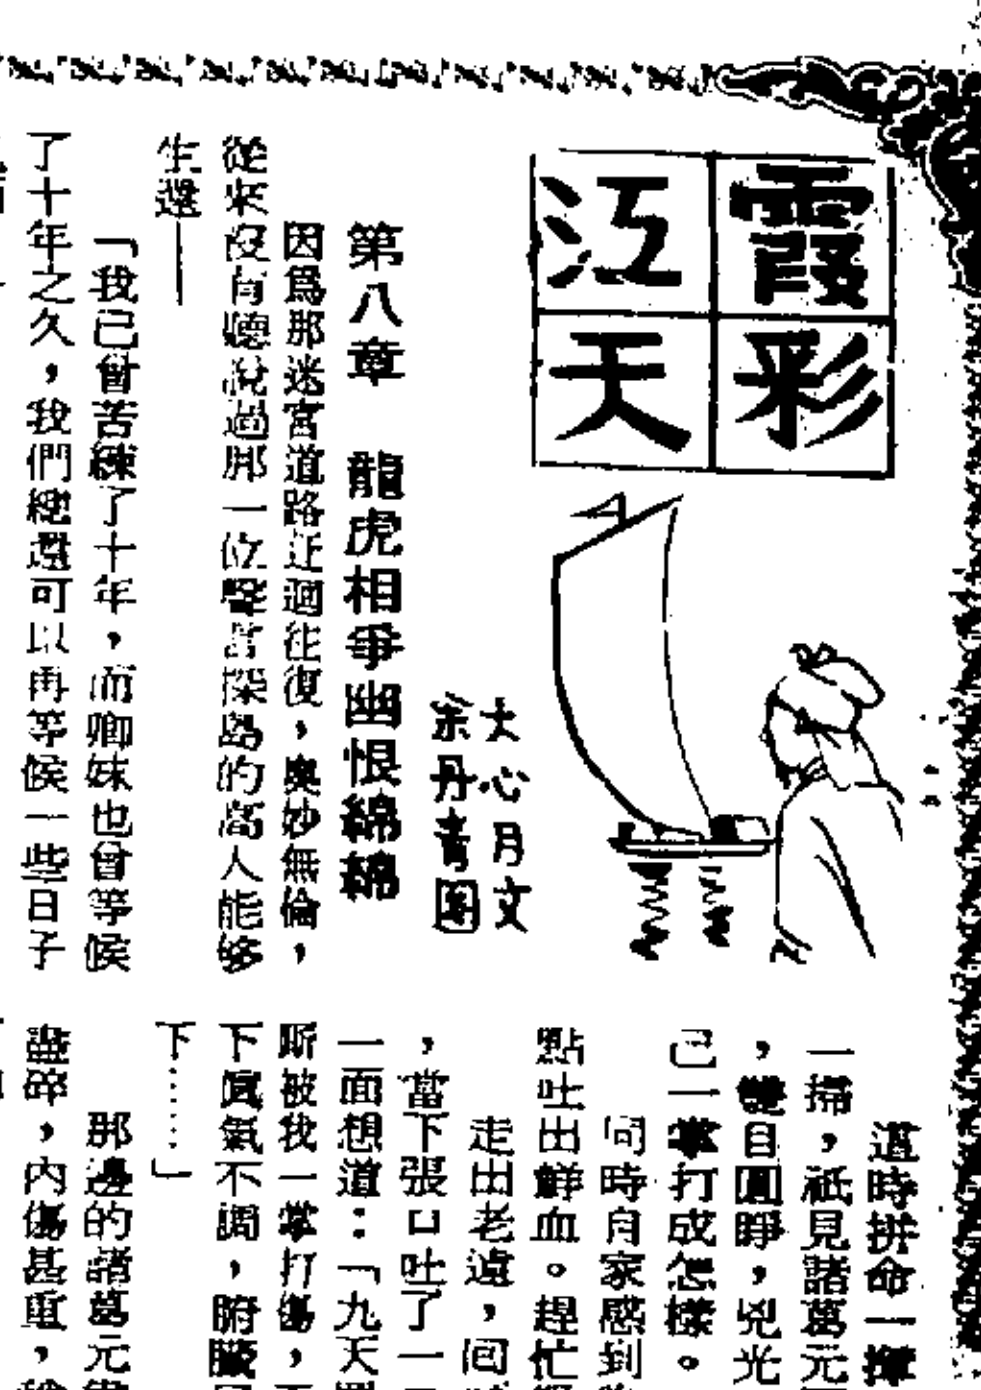 霞彩
江天
大心月文
余丹青圖
第八章　龍虎相爭幽恨綿綿
因爲那迷宮道路迂迴往復，奧妙無倫，
從來沒有聽說過那一位聲言探島的高人能够
生還——
「我已曾苦練了十年，而卿妹也曾等候
了十年之久，我們總還可以再等候一些日子
這時拼命一揮
一掃，祇見諸葛元
，雙目圓睜，兇光
己一掌打成怎樣。
同時自家感到
點吐出鮮血。趕忙
走出老遠，回
，當下張口吐了一
一面想道：「九天
厮被我一掌打傷，
下眞氣不調，腑臟
下……」
那邊的諸葛元
盡碎，內傷甚重，